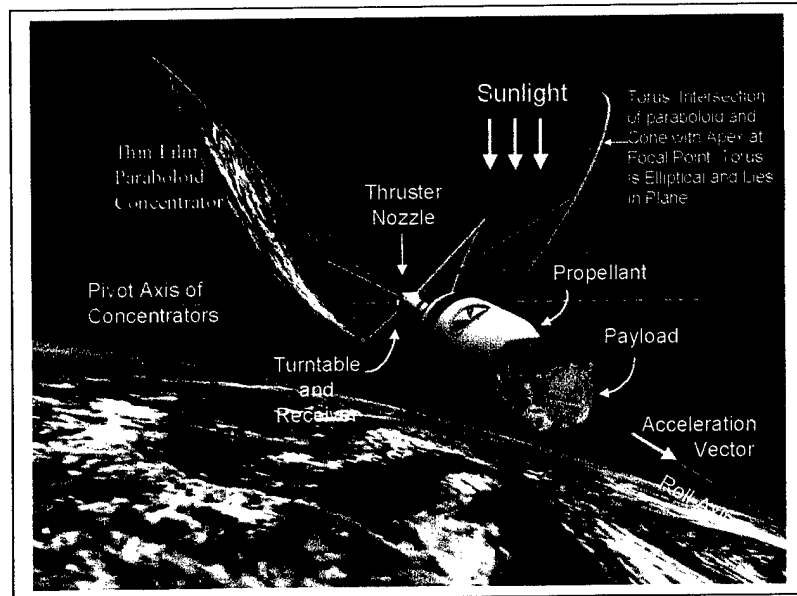 Sunlight
Torus: Intersection
of paraboloid and
Cone with Apex at
Focal Point. Torus
is Elliptical and Lies
in Plane
Thin Film
Paraboloid
Concentrator
Thruster
Nozzle
Pivot Axis of
Concentrators
Propellant
Payload
Turntable
and
Receiver
Acceleration
Vector
Roll Axis